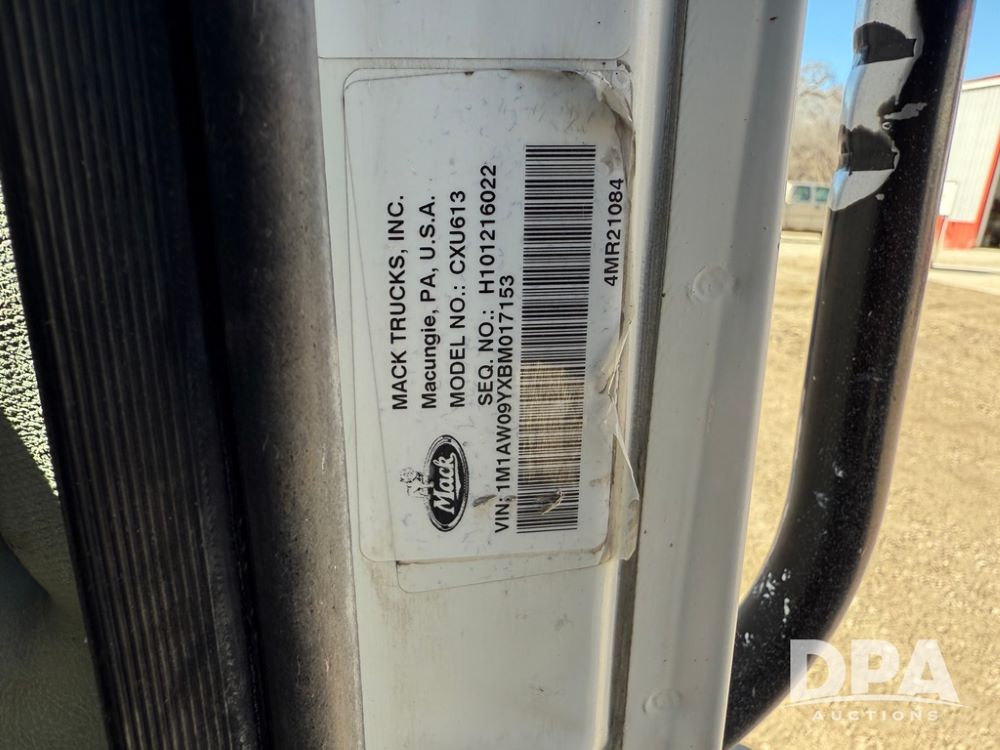 MACK TRUCKS, INC.
Macungie, PA, U.S.A.
MODEL NO.: CXU613
SEQ. NO.: H101216022
Mack
VIN: 1M1AW09YXBM017153
4MR21084
DPA
AUCTIONS